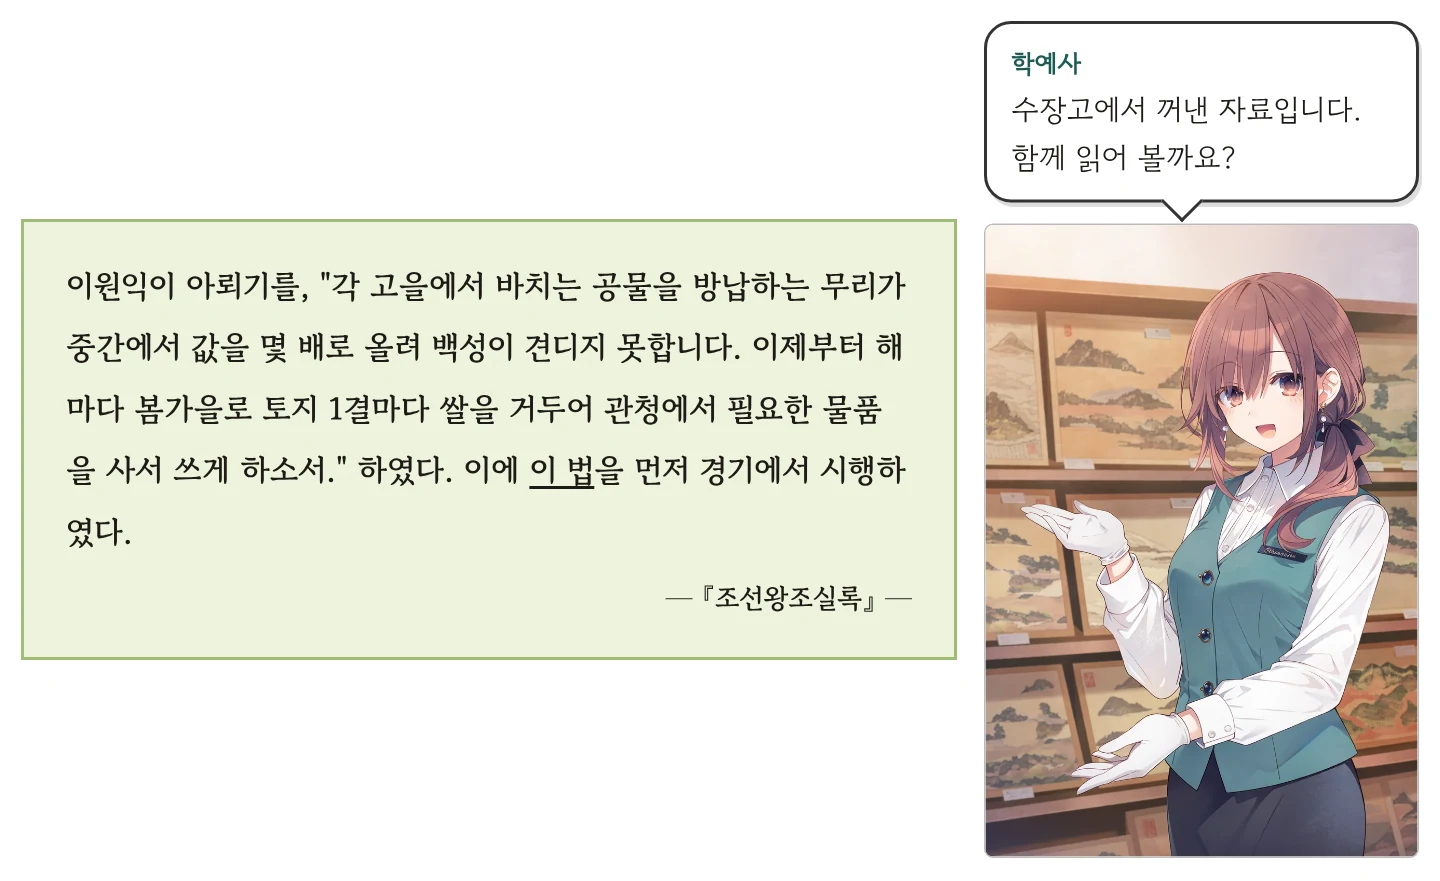 학예사
수장고에서 꺼낸 자료입니다.
함께 읽어 볼까요?
이원익이 아뢰기를, "각 고을에서 바치는 공물을 방납하는 무리가
중간에서 값을 몇 배로 올려 백성이 견디지 못합니다. 이제부터 해
마다 봄가을로 토지 1결마다 쌀을 거두어 관청에서 필요한 물품
을 사서 쓰게 하소서." 하였다. 이에 이 법을 먼저 경기에서 시행하
였다.
— 『조선왕조실록』 —